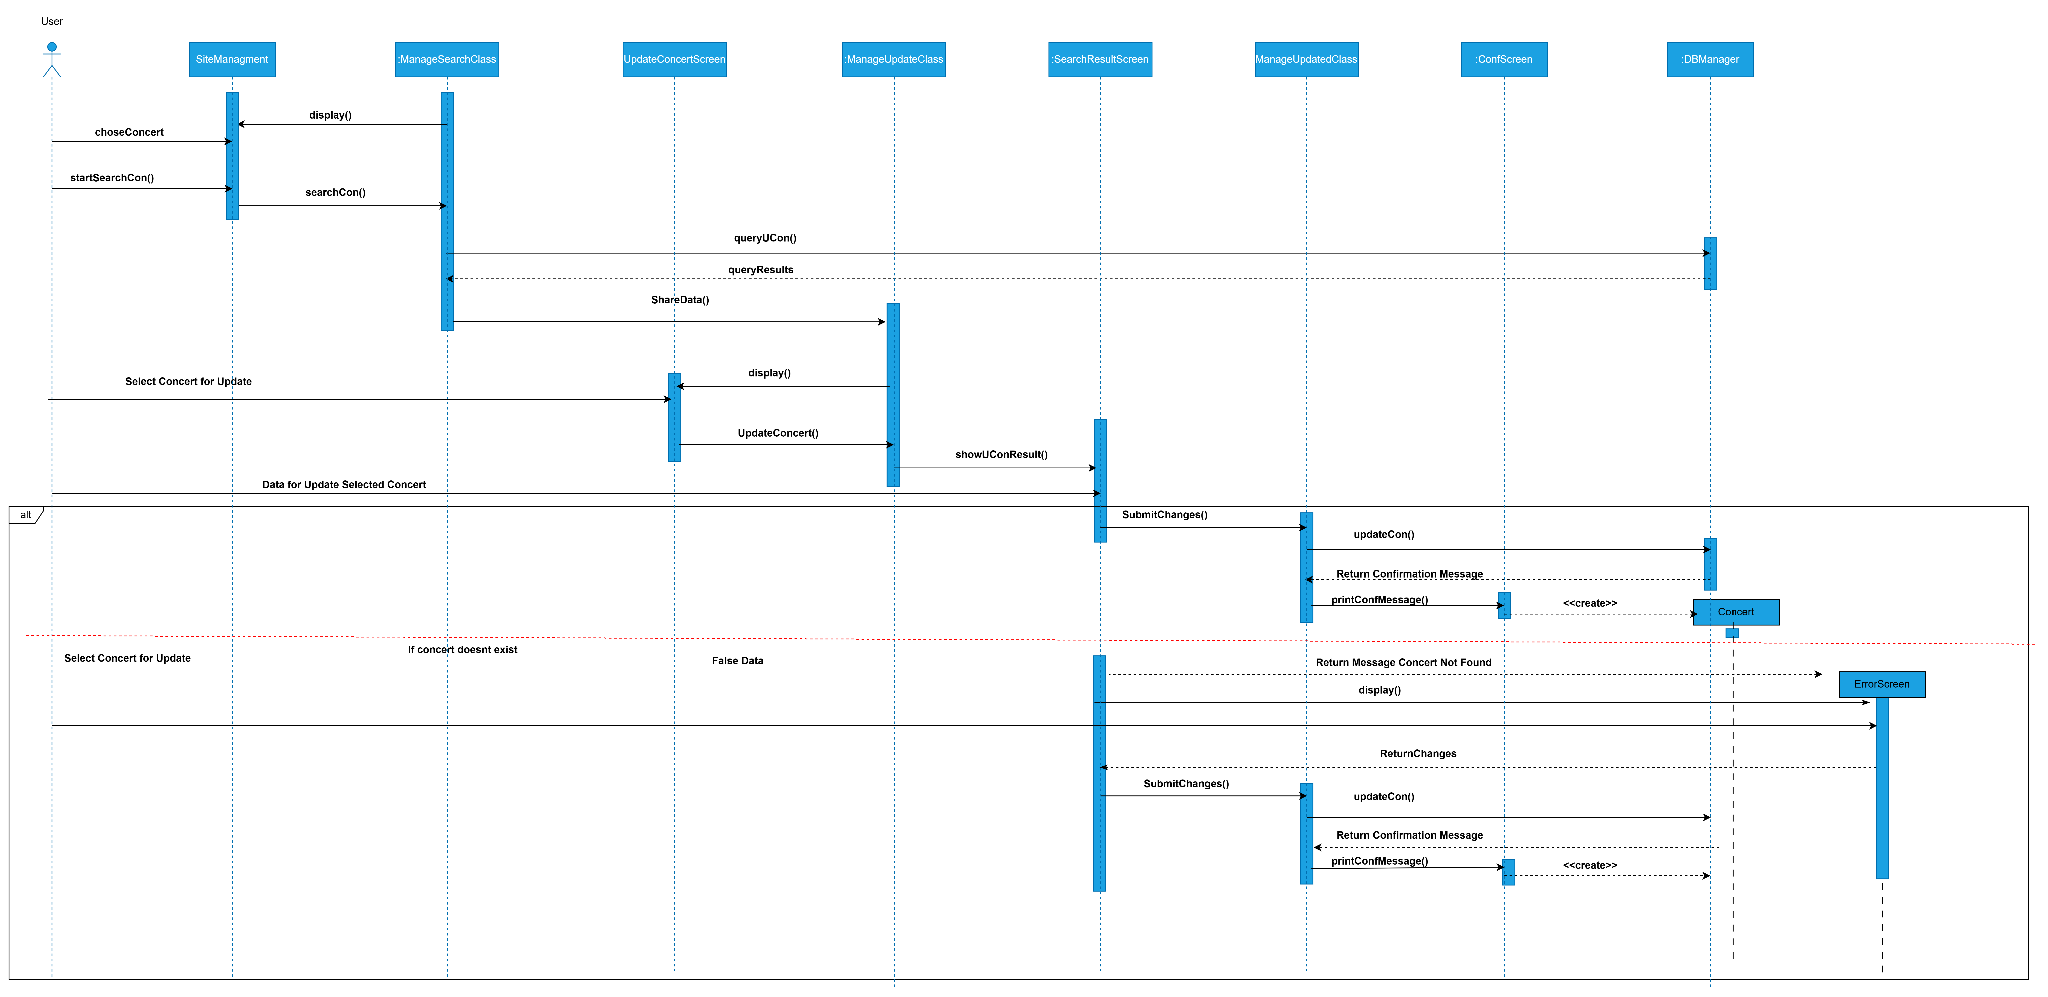 User
SiteManagment
:ManageSearchClass
UpdateConcertScreen
:ManageUpdateClass
:SearchResultScreen
ManageUpdatedClass
:ConfScreen
:DBManager
display()
choseConcert
startSearchCon()
searchCon()
queryUCon()
queryResults
ShareData()
display()
Select Concert for Update
UpdateConcert()
showUConResult()
Data for Update Selected Concert
alt
SubmitChanges()
updateCon()
Return Confirmation Message
printConfMessage()
<<create>>
Concert
If concert doesnt exist
Select Concert for Update
False Data
Return Message Concert Not Found
ErrorScreen
display()
ReturnChanges
SubmitChanges()
updateCon()
Return Confirmation Message
printConfMessage()
<<create>>